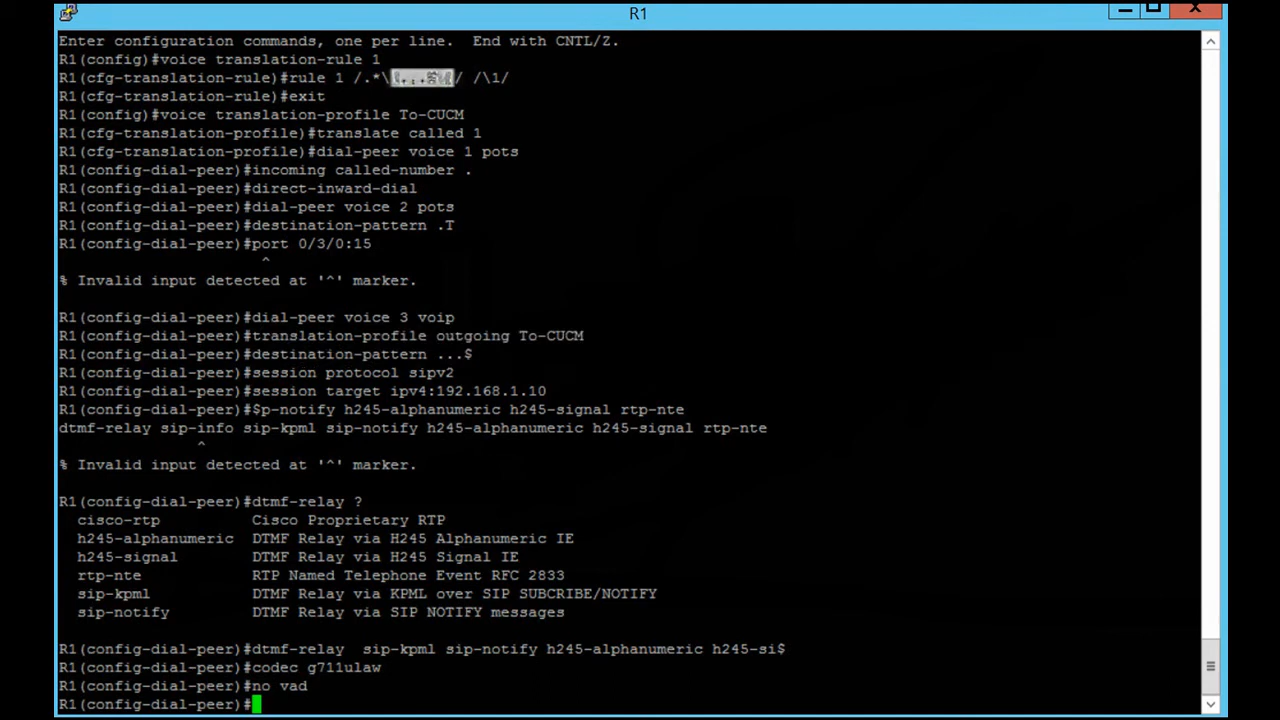 R1
Enter configuration commands, one per line.  End with CNTL/Z.
R1(config)#voice translation-rule 1
R1(cfg-translation-rule)#rule 1 /.*\ / /\1/
R1(cfg-translation-rule)#exit
R1(config)#voice translation-profile To-CUCM
R1(cfg-translation-profile)#translate called 1
R1(cfg-translation-profile)#dial-peer voice 1 pots
R1(config-dial-peer)#incoming called-number .
R1(config-dial-peer)#direct-inward-dial
R1(config-dial-peer)#dial-peer voice 2 pots
R1(config-dial-peer)#destination-pattern .T
R1(config-dial-peer)#port 0/3/0:15
^
% Invalid input detected at '^' marker.
R1(config-dial-peer)#dial-peer voice 3 voip
R1(config-dial-peer)#translation-profile outgoing To-CUCM
R1(config-dial-peer)#destination-pattern ...$
R1(config-dial-peer)#session protocol sipv2
R1(config-dial-peer)#session target ipv4:192.168.1.10
R1(config-dial-peer)#$p-notify h245-alphanumeric h245-signal rtp-nte
dtmf-relay sip-info sip-kpml sip-notify h245-alphanumeric h245-signal rtp-nte
^
% Invalid input detected at '^' marker.
R1(config-dial-peer)#dtmf-relay ?
cisco-rtp          Cisco Proprietary RTP
h245-alphanumeric  DTMF Relay via H245 Alphanumeric IE
h245-signal        DTMF Relay via H245 Signal IE
rtp-nte            RTP Named Telephone Event RFC 2833
sip-kpml           DTMF Relay via KPML over SIP SUBCRIBE/NOTIFY
sip-notify         DTMF Relay via SIP NOTIFY messages
R1(config-dial-peer)#dtmf-relay  sip-kpml sip-notify h245-alphanumeric h245-si$
R1(config-dial-peer)#codec g711ulaw
R1(config-dial-peer)#no vad
R1(config-dial-peer)#